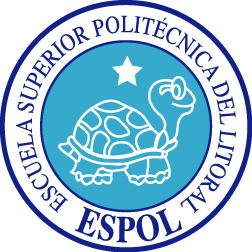 ESCUELA SUPERIOR POLITÉCNICA DEL LITORAL
ESPOL